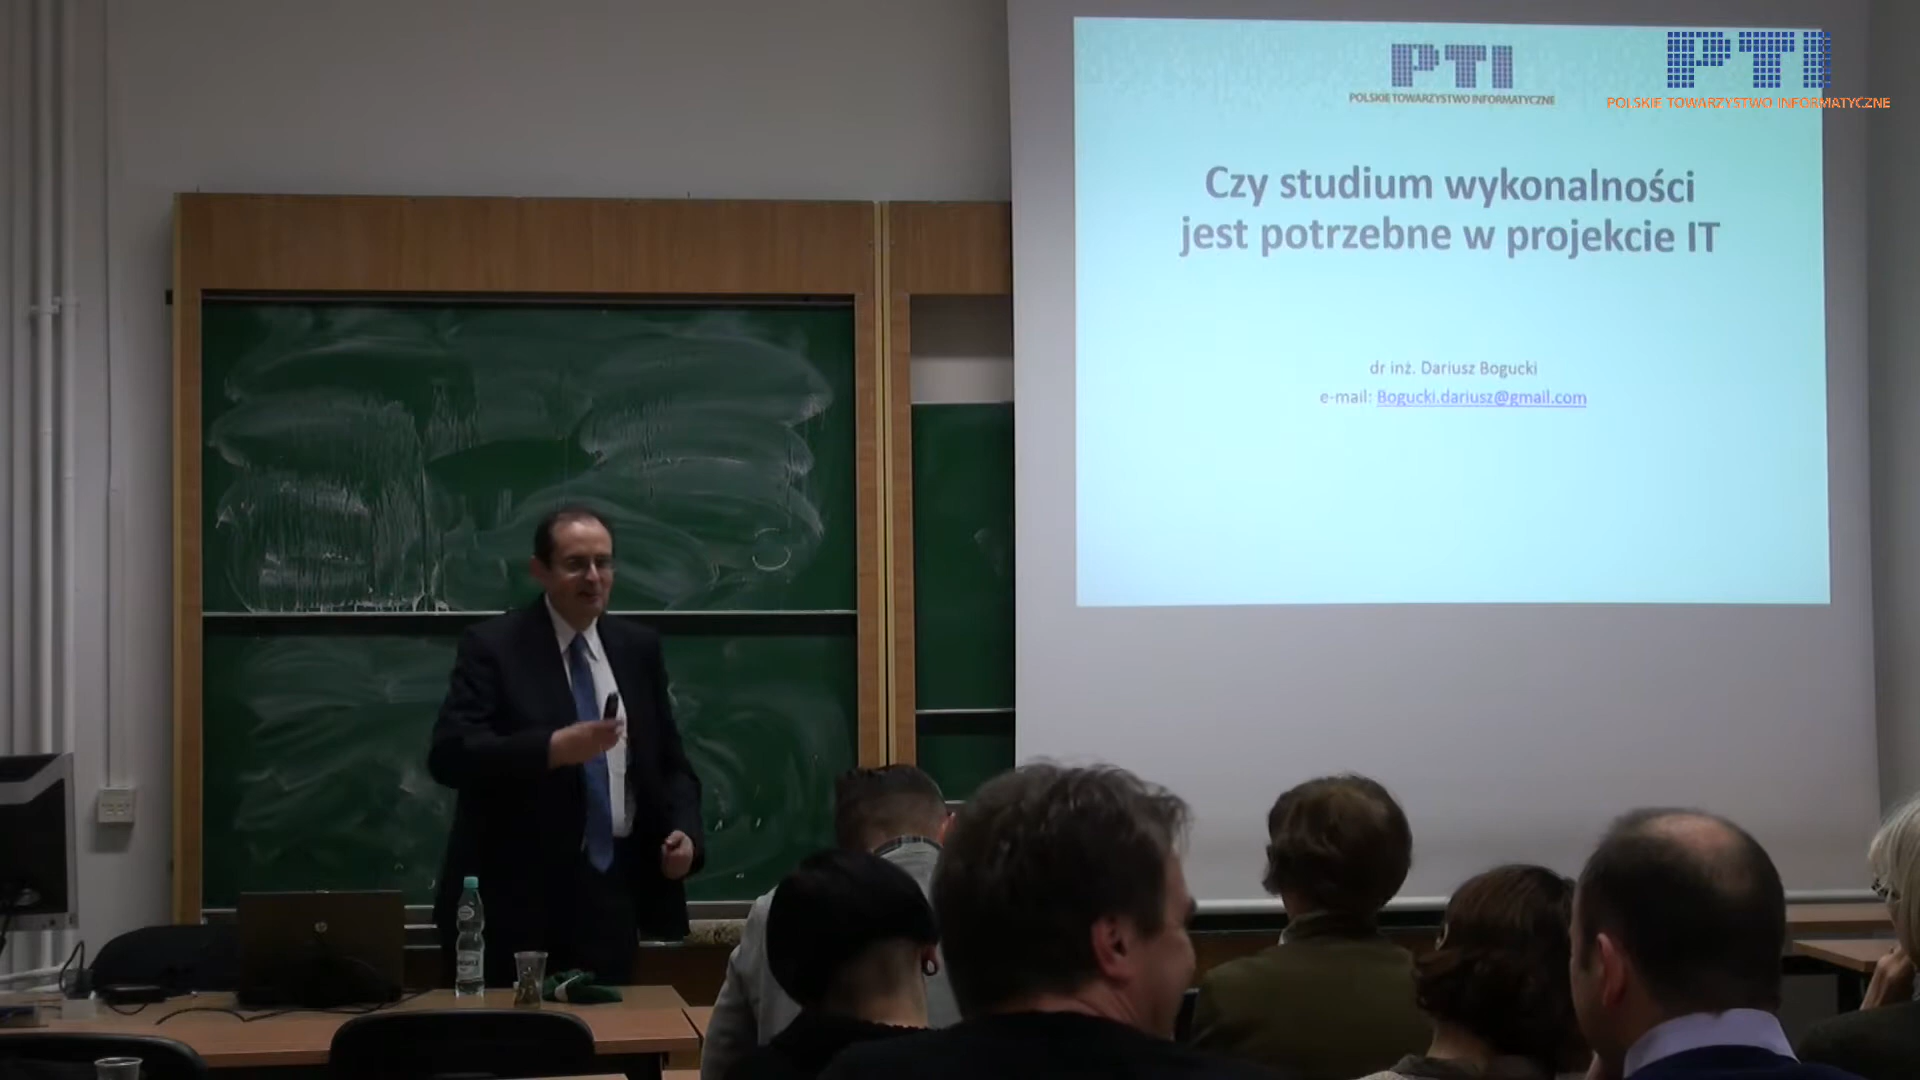 PTI
POLSKIE TOWARZYSTWO INFORMATYCZNE
Czy studium wykonalności
jest potrzebne w projekcie IT
dr inż. Dariusz Bogucki
e-mail: Bogucki.dariusz@gmail.com
PTI
POLSKIE TOWARZYSTWO INFORMATYCZNE